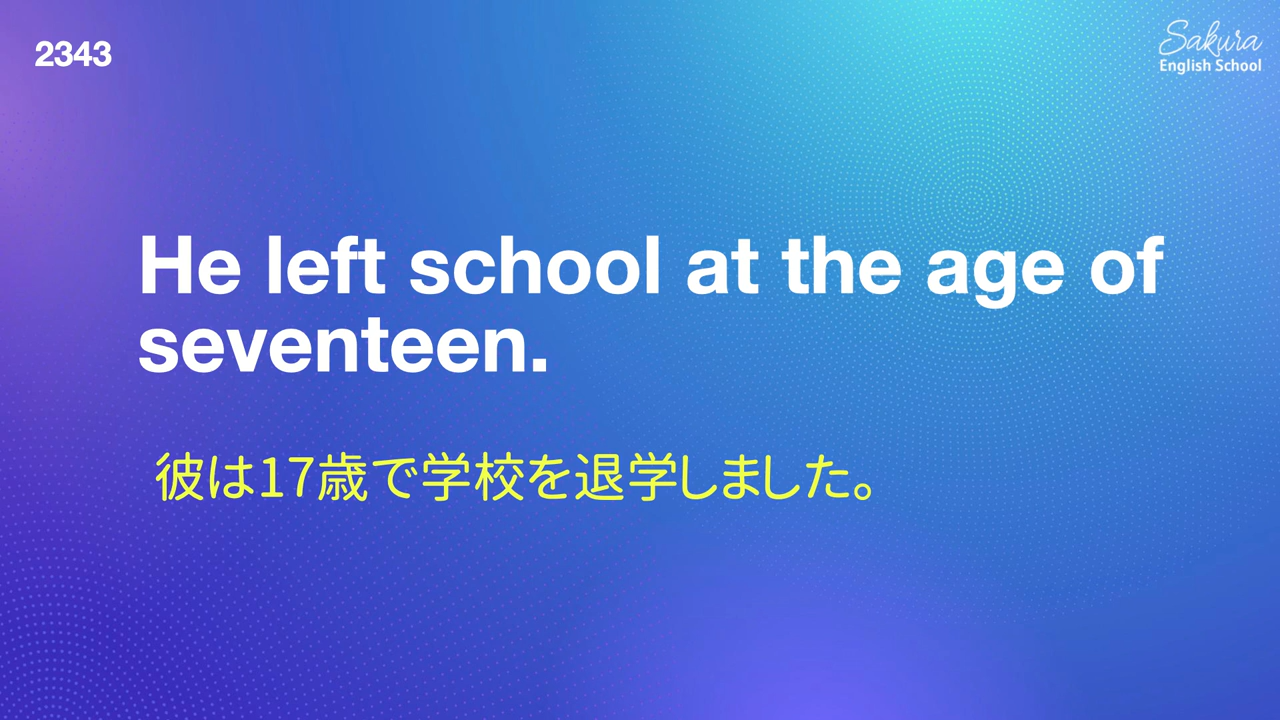 2343
Sakura
English School
He left school at the age of
seventeen.
彼は17歳で学校を退学しました。